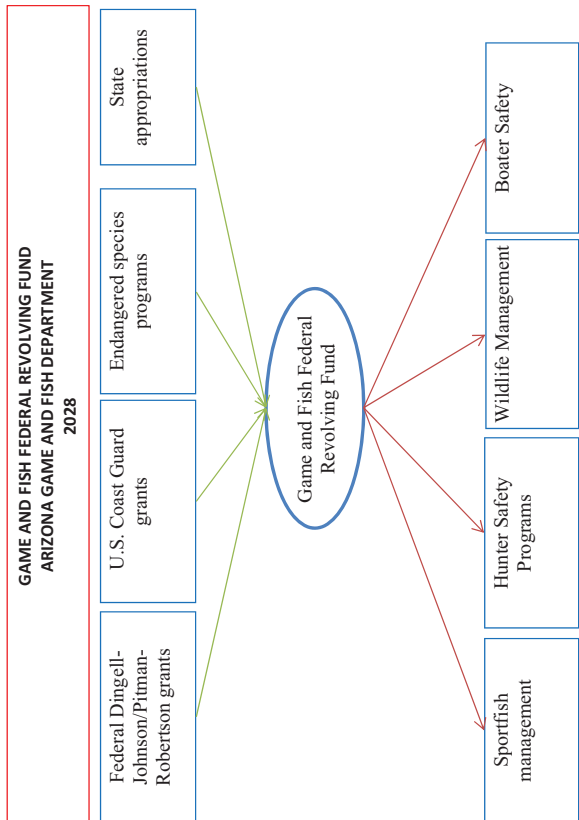 GAME AND FISH FEDERAL REVOLVING FUND
ARIZONA GAME AND FISH DEPARTMENT
2028
Federal Dingell-
Johnson/Pitman-
Robertson grants
U.S. Coast Guard
grants
Endangered species
programs
State
appropriations
Game and Fish Federal
Revolving Fund
Sportfish
management
Hunter Safety
Programs
Wildlife Management
Boater Safety